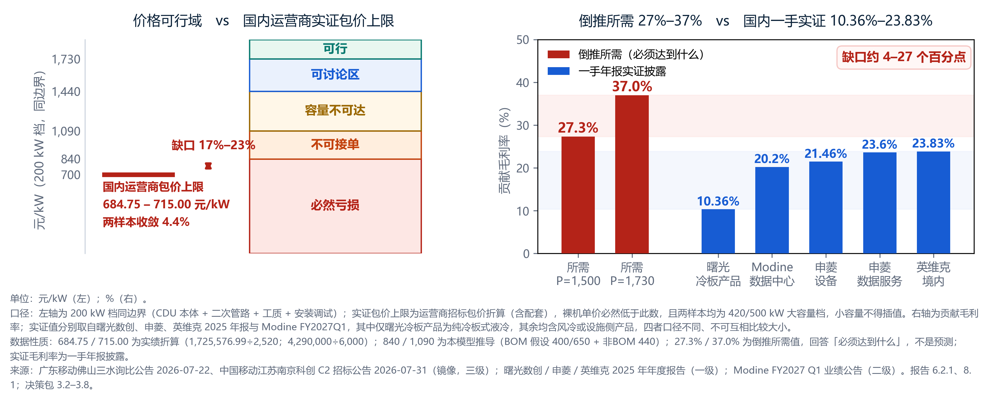 价格可行域 vs 国内运营商实证包价上限
元/kW（200 kW 档，同边界）
1,730
1,440
1,090
840
700
可行
可讨论区
容量不可达
不可接单
必然亏损
缺口 17%–23%
国内运营商包价上限
684.75 – 715.00 元/kW
两样本收敛 4.4%
倒推所需 27%–37% vs 国内一手实证 10.36%–23.83%
贡献毛利率（%）
50
40
30
20
10
0
倒推所需（必须达到什么）
一手年报实证披露
缺口约 4–27 个百分点
27.3%
37.0%
10.36%
20.2%
21.46%
23.6%
23.83%
所需
P=1,500
所需
P=1,730
曙光
冷板产品
Modine
数据中心
申菱
设备
申菱
数据服务
英维克
境内
单位：元/kW（左）；%（右）。
口径：左轴为 200 kW 档同边界（CDU 本体 + 二次管路 + 工质 + 安装调试）；实证包价上限为运营商招标包价折算（含配套），裸机单价必然低于此数，且两样本均为 420/500 kW 大容量档，小容量不得插值。右轴为贡献毛利
率；实证值分别取自曙光数创、申菱、英维克 2025 年报与 Modine FY2027Q1，其中仅曙光冷板产品为纯冷板式液冷，其余均含风冷或设施侧产品，四者口径不同、不可互相比较大小。
数据性质：684.75 / 715.00 为实绩折算（1,725,576.99÷2,520；4,290,000÷6,000）；840 / 1,090 为本模型推导（BOM 假设 400/650 + 非BOM 440）；27.3% / 37.0% 为倒推所需值，回答「必须达到什么」，不是预测；
实证毛利率为一手年报披露。
来源：广东移动佛山三水询比公告 2026-07-22、中国移动江苏南京科创 C2 招标公告 2026-07-31（镜像，三级）；曙光数创 / 申菱 / 英维克 2025 年年度报告（一级）；Modine FY2027 Q1 业绩公告（二级）。报告 6.2.1、8.
1；决策包 3.2–3.8。